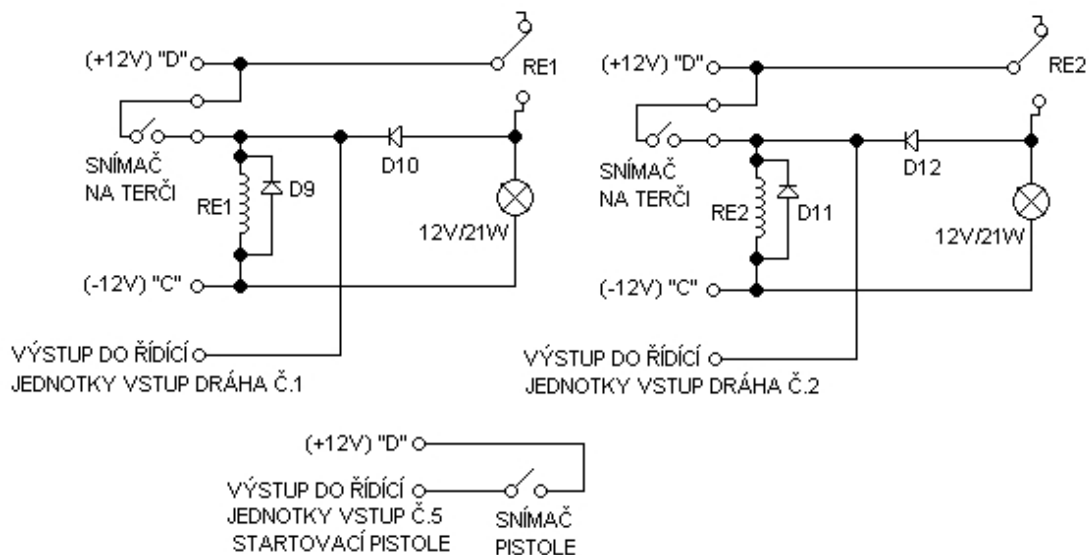 (+12V) "D"
RE1
SNÍMAČ
NA TERČI
D10
D9
RE1
12V/21W
(-12V) "C"
VÝSTUP DO ŘÍDÍCÍ
JEDNOTKY VSTUP DRÁHA Č.1
(+12V) "D"
RE2
SNÍMAČ
NA TERČI
D12
D11
RE2
12V/21W
(-12V) "C"
VÝSTUP DO ŘÍDÍCÍ
JEDNOTKY VSTUP DRÁHA Č.2
(+12V) "D"
VÝSTUP DO ŘÍDÍCÍ
JEDNOTKY VSTUP Č.5
STARTOVACÍ PISTOLE
SNÍMAČ
PISTOLE